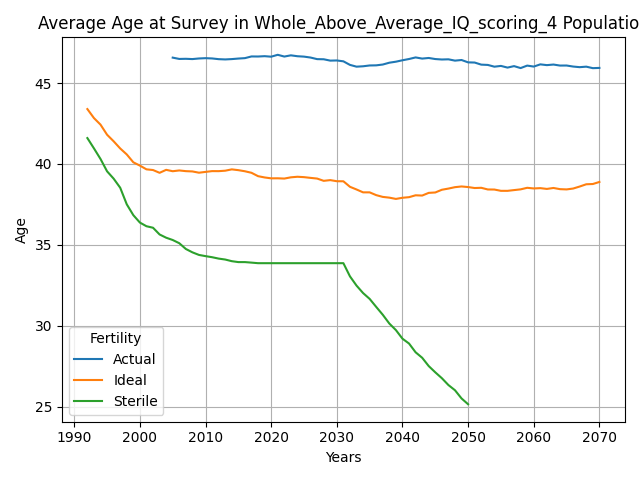 Average Age at Survey in Whole_Above_Average_IQ_scoring_4 Populatio
Age
45
40
35
30
25
Fertility
Actual
Ideal
Sterile
1990 2000 2010 2020 2030 2040 2050 2060 2070
Years